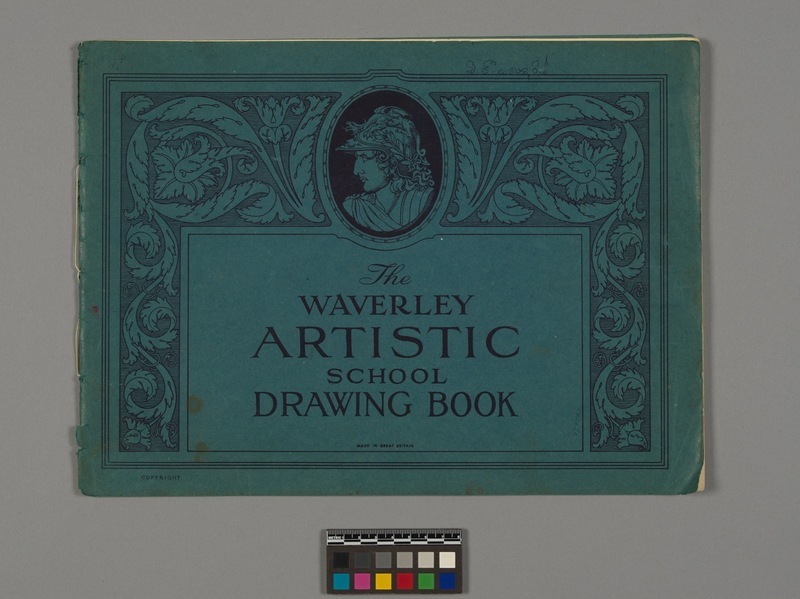 The
WAVERLEY
ARTISTIC
SCHOOL
DRAWING BOOK
MADE IN GREAT BRITAIN
COPYRIGHT